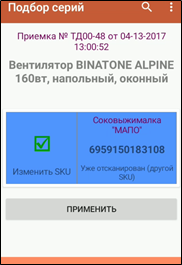 Подбор серий
Приемка № ТД00-48 от 04-13-2017
13:00:52
Вентилятор BINATONE ALPINE
160вт, напольный, оконный
Соковыжималка
"МАПО"
6959150183108
Изменить SKU
Уже отсканирован (другой
SKU)
ПРИМЕНИТЬ